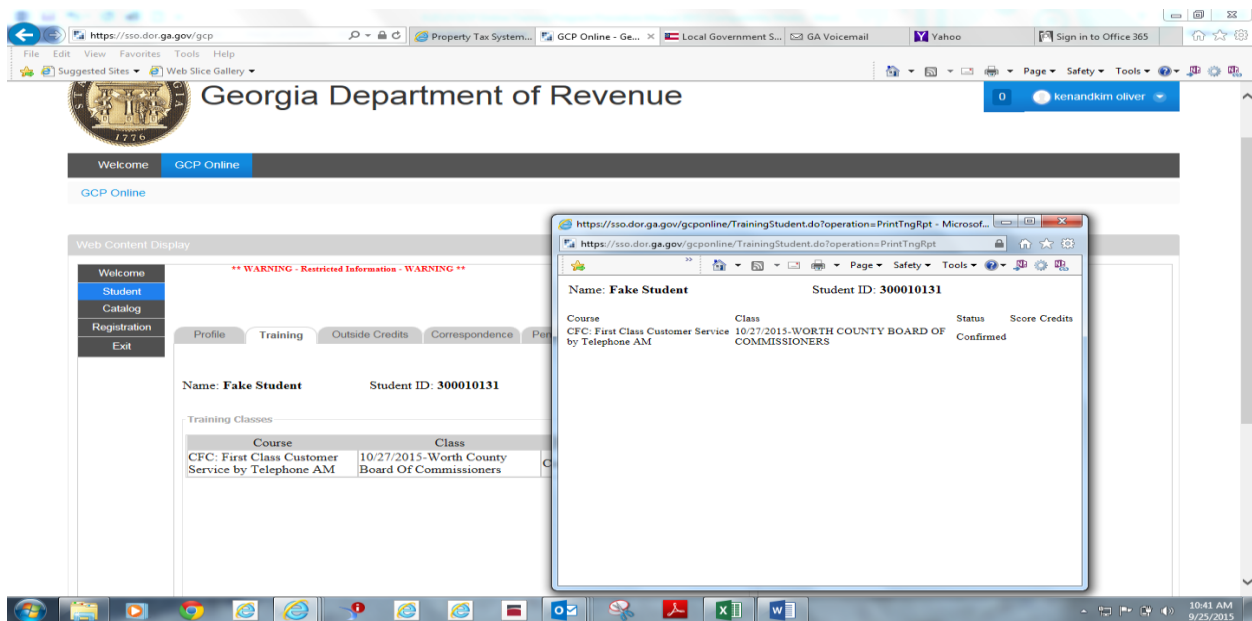 https://sso.dor.ga.gov/gcp
Property Tax System...
GCP Online - Ge...
Local Government S...
GA Voicemail
Yahoo
Sign in to Office 365
File Edit View Favorites Tools Help
Suggested Sites Web Slice Gallery
Page Safety Tools
1776
Georgia Department of Revenue
0 kenandkim oliver
Welcome GCP Online
GCP Online
Web Content Display
Welcome
Student
Catalog
Registration
Exit
** WARNING - Restricted Information - WARNING **
Profile Training Outside Credits Correspondence
Name: Fake Student Student ID: 300010131
Training Classes
Course Class
CFC: First Class Customer 10/27/2015-Worth County
Service by Telephone AM Board Of Commissioners
https://sso.dor.ga.gov/gcponline/TrainingStudent.do?operation=PrintTngRpt - Microsof...
https://sso.dor.ga.gov/gcponline/TrainingStudent.do?operation=PrintTngRpt
Page Safety Tools
Name: Fake Student Student ID: 300010131
Course Class Status Score Credits
CFC: First Class Customer Service 10/27/2015-WORTH COUNTY BOARD OF Confirmed
by Telephone AM COMMISSIONERS
10:41 AM
9/25/2015